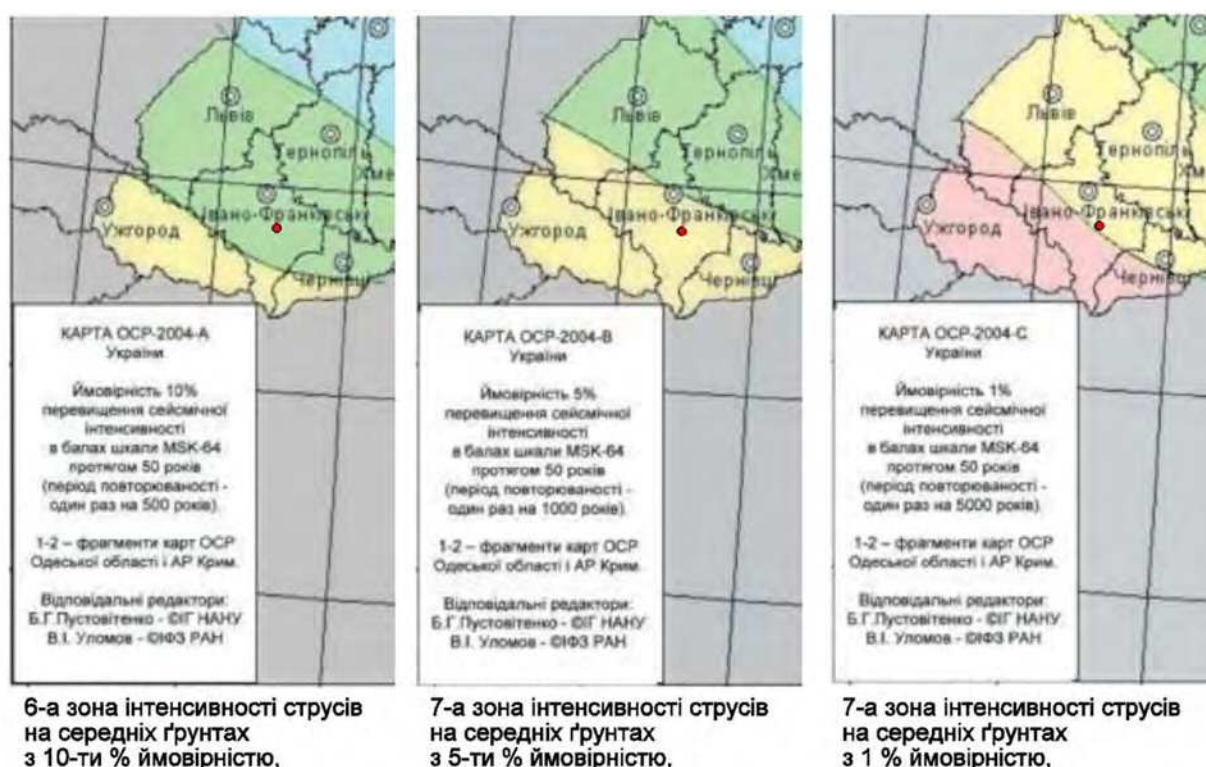 Львів
Тернопіль
Хме
Івано-Франківськ
Ужгород
Чернівці
КАРТА ОСР-2004-А
України
Ймовірність 10%
перевищення сейсмічної
інтенсивності
в балах шкали MSK-64
протягом 50 років
(період повторюваності -
один раз на 500 років).
1-2 – фрагменти карт ОСР
Одеської області і АР Крим.
Відповідальні редактори:
Б.Г.Пустовітенко - ©ІГ НАНУ
В.І. Уломов - ©ІФЗ РАН
6-а зона інтенсивності струсів
на середніх ґрунтах
з 10-ти % ймовірністю,
Львів
Тернопіль
Хме
Івано-Франківськ
Ужгород
Чернівці
КАРТА ОСР-2004-В
України
Ймовірність 5%
перевищення сейсмічної
інтенсивності
в балах шкали MSK-64
протягом 50 років
(період повторюваності -
один раз на 1000 років).
1-2 – фрагменти карт ОСР
Одеської області і АР Крим.
Відповідальні редактори:
Б.Г.Пустовітенко - ©ІГ НАНУ
В.І. Уломов - ©ІФЗ РАН
7-а зона інтенсивності струсів
на середніх ґрунтах
з 5-ти % ймовірністю,
Львів
Тернопіль
Хме
Івано-Франківськ
Ужгород
Чернівці
КАРТА ОСР-2004-С
України
Ймовірність 1%
перевищення сейсмічної
інтенсивності
в балах шкали MSK-64
протягом 50 років
(період повторюваності -
один раз на 5000 років).
1-2 – фрагменти карт ОСР
Одеської області і АР Крим.
Відповідальні редактори:
Б.Г.Пустовітенко - ©ІГ НАНУ
В.І. Уломов - ©ІФЗ РАН
7-а зона інтенсивності струсів
на середніх ґрунтах
з 1 % ймовірністю,